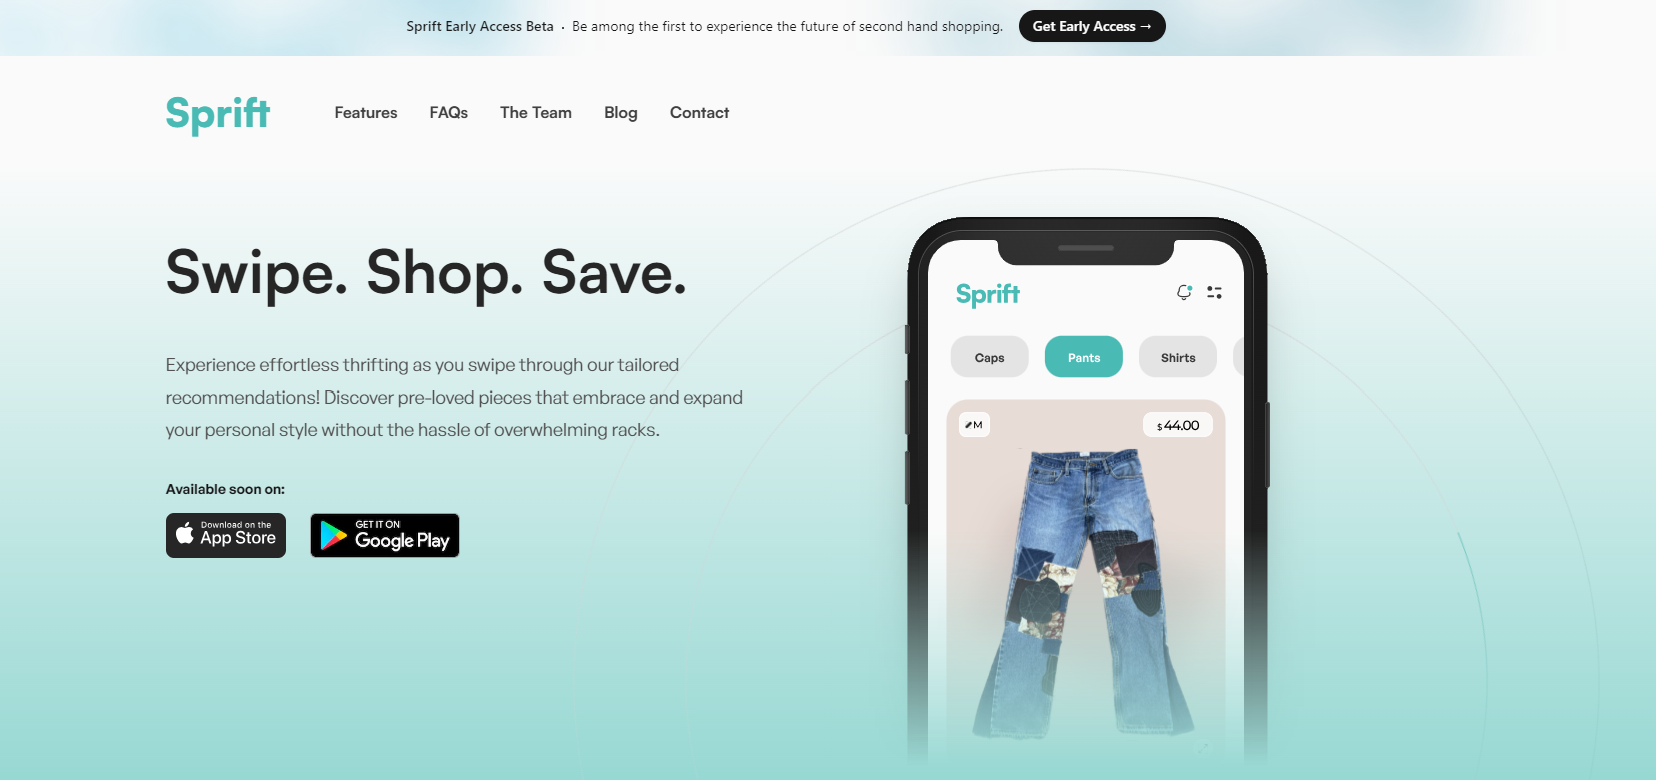 Sprift Early Access Beta · Be among the first to experience the future of second hand shopping. Get Early Access →
Sprift Features FAQs The Team Blog Contact
Swipe. Shop. Save.
Experience effortless thrifting as you swipe through our tailored
recommendations! Discover pre-loved pieces that embrace and expand
your personal style without the hassle of overwhelming racks.
Available soon on:
Download on the
App Store
GET IT ON
Google Play
Sprift
Caps Pants Shirts
M $44.00